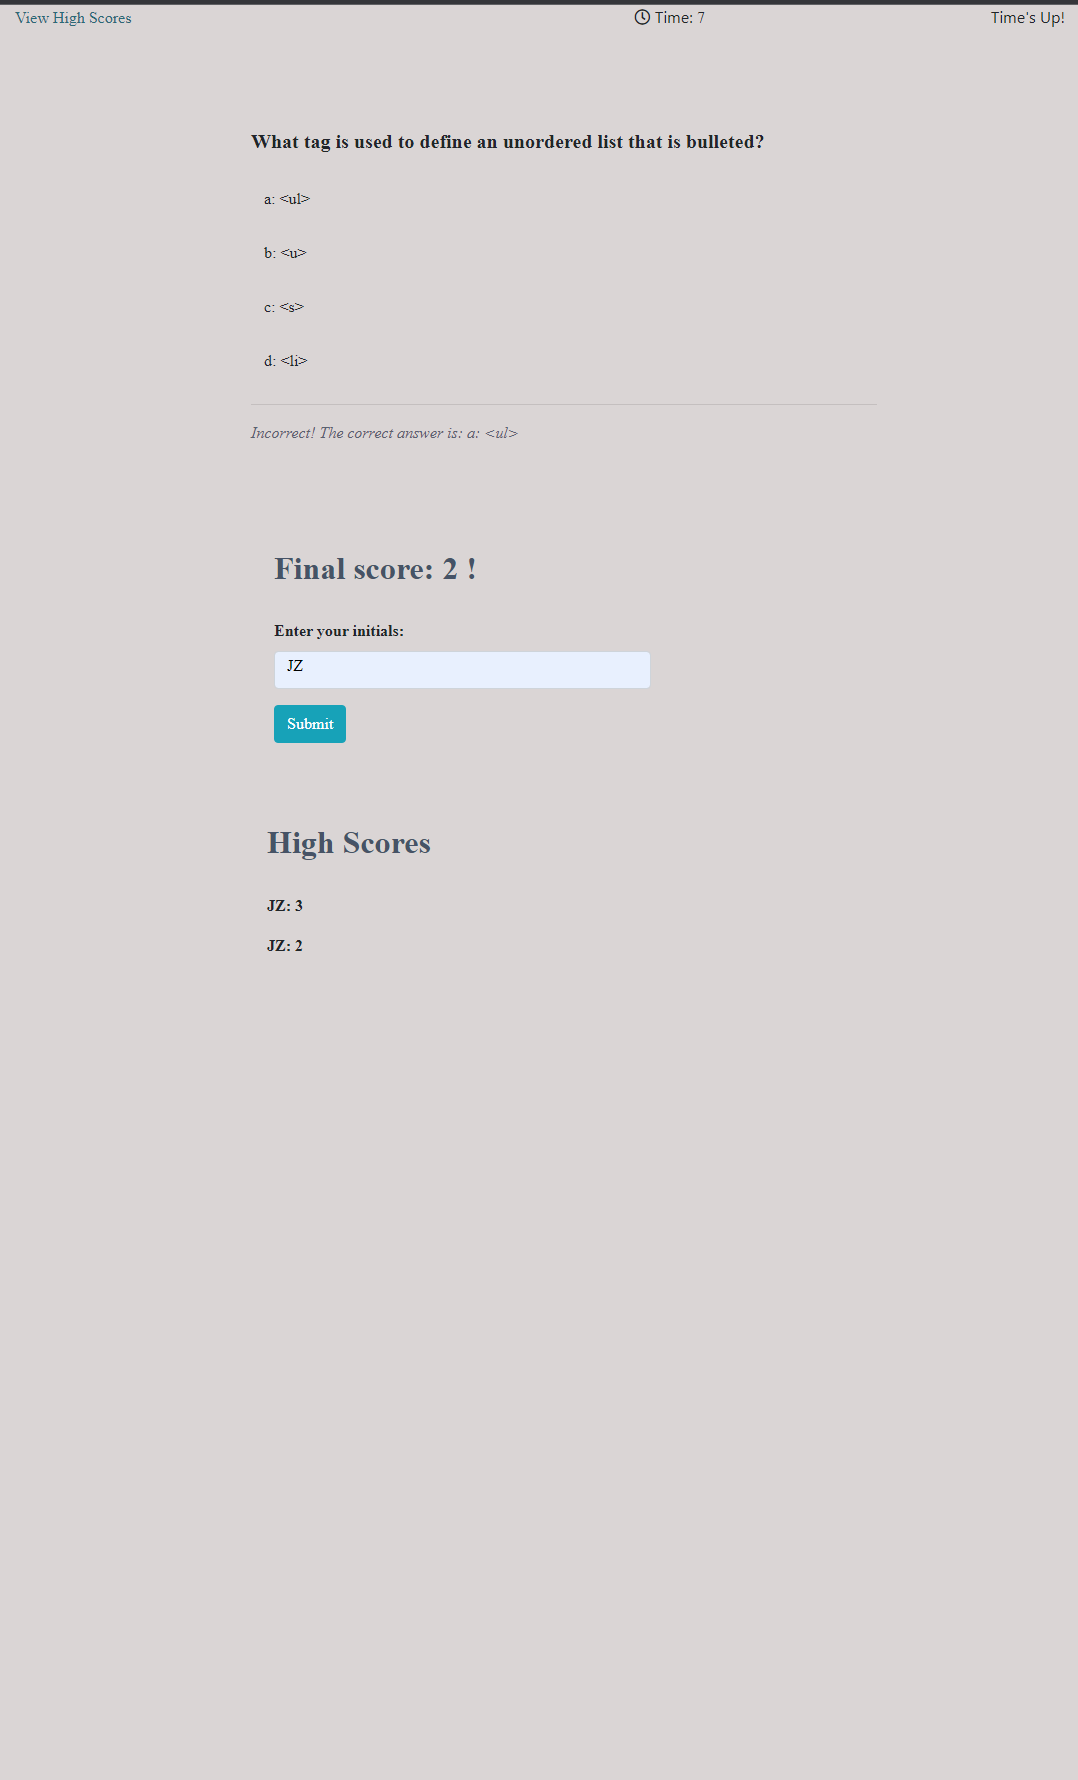 View High Scores
Time: 7
Time's Up!
What tag is used to define an unordered list that is bulleted?
a: <ul>
b: <u>
c: <s>
d: <li>
Incorrect! The correct answer is: a: <ul>
Final score: 2 !
Enter your initials:
JZ
Submit
High Scores
JZ: 3
JZ: 2